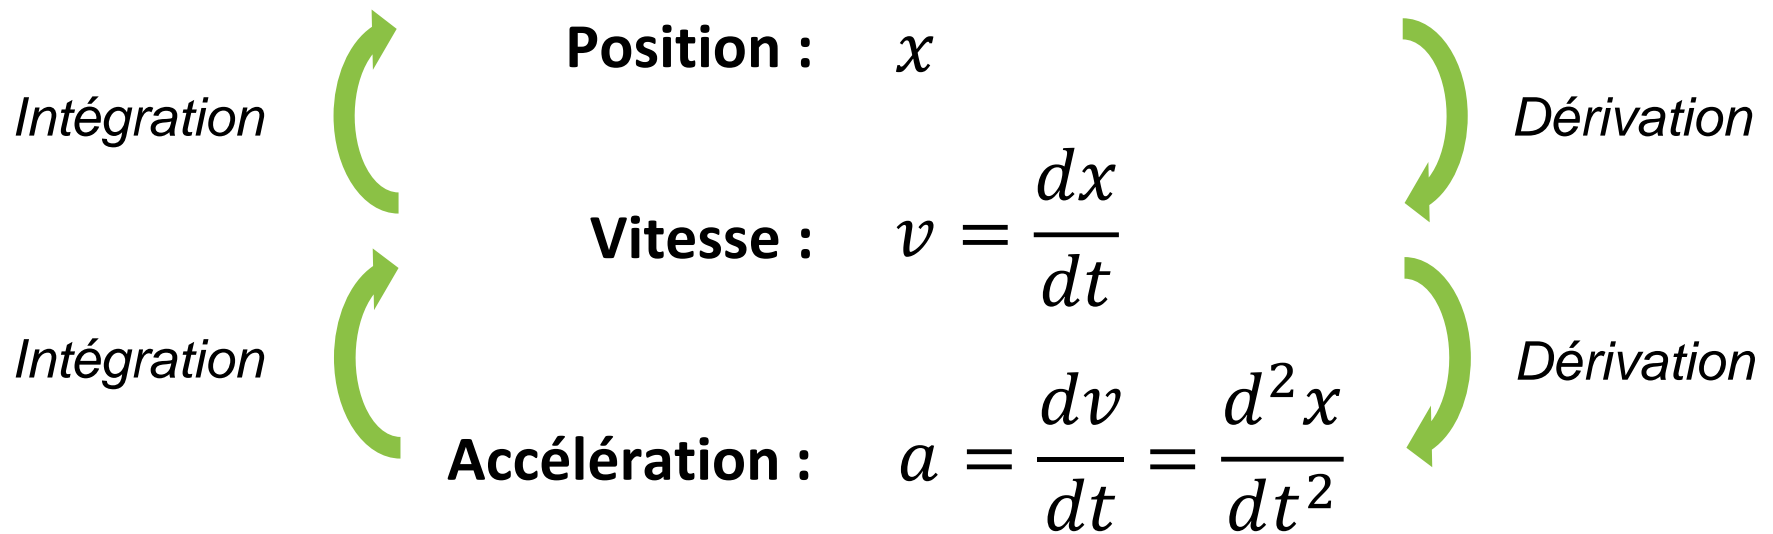 Position : x
Intégration
Dérivation
Vitesse : v = dx/dt
Intégration
Dérivation
Accélération : a = dv/dt = d²x/dt²